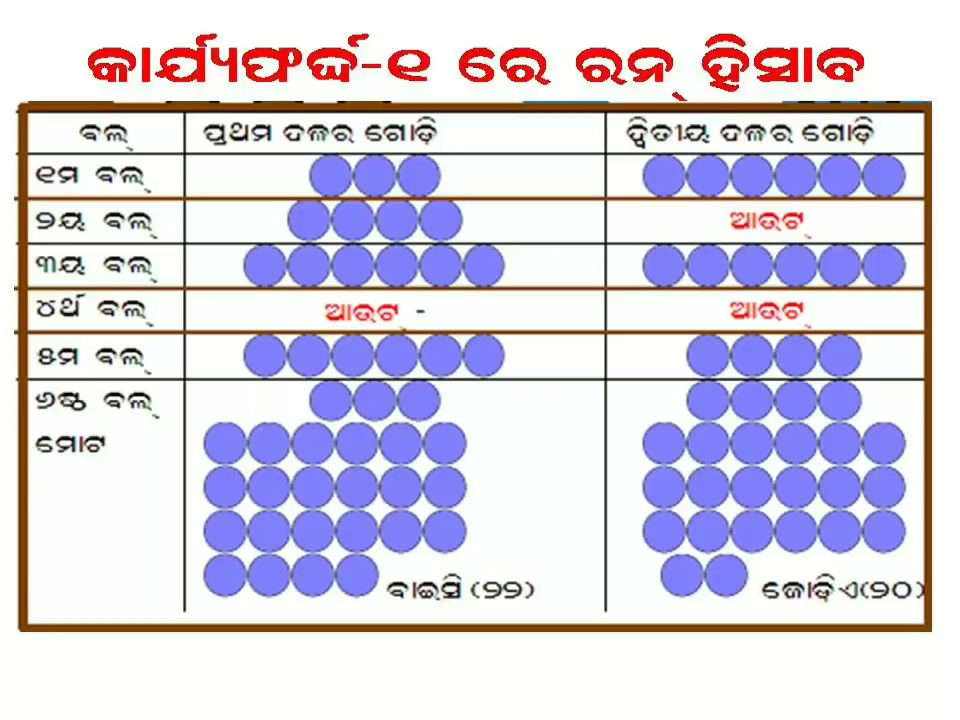 କାର୍ଯ୍ୟଫର୍ଦ୍ଦ-୧ ରେ ରନ୍ ହିସାବ
ବଲ୍ ପ୍ରଥମ ଦଳର ଗୋଡ଼ି ଦ୍ଵିତୀୟ ଦଳର ଗୋଡ଼ି
୧ମ ବଲ୍
୨ୟ ବଲ୍ ଆଉଟ୍
୩ୟ ବଲ୍
୪ର୍ଥ ବଲ୍ ଆଉଟ୍ - ଆଉଟ୍
୫ମ ବଲ୍
୬ଷ୍ଠ ବଲ୍
ମୋଟ
ବାଇସି (୨୨) ଜୋଡ଼ିଏ(୨୦)